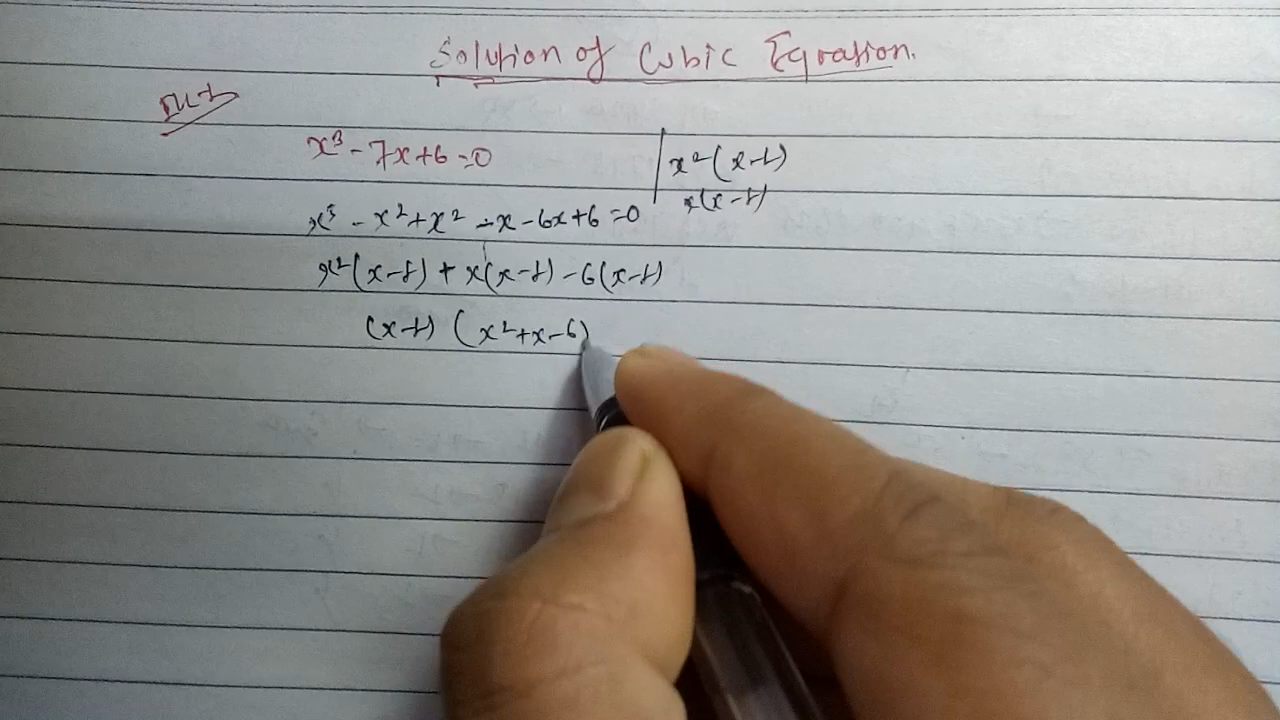 Solution of Cubic Equation.
x³ - 7x + 6 = 0
x²(x-1)
x(x-1)
x³ - x² + x² - x - 6x + 6 = 0
x²(x-1) + x(x-1) - 6(x-1)
(x-1) (x² + x - 6)